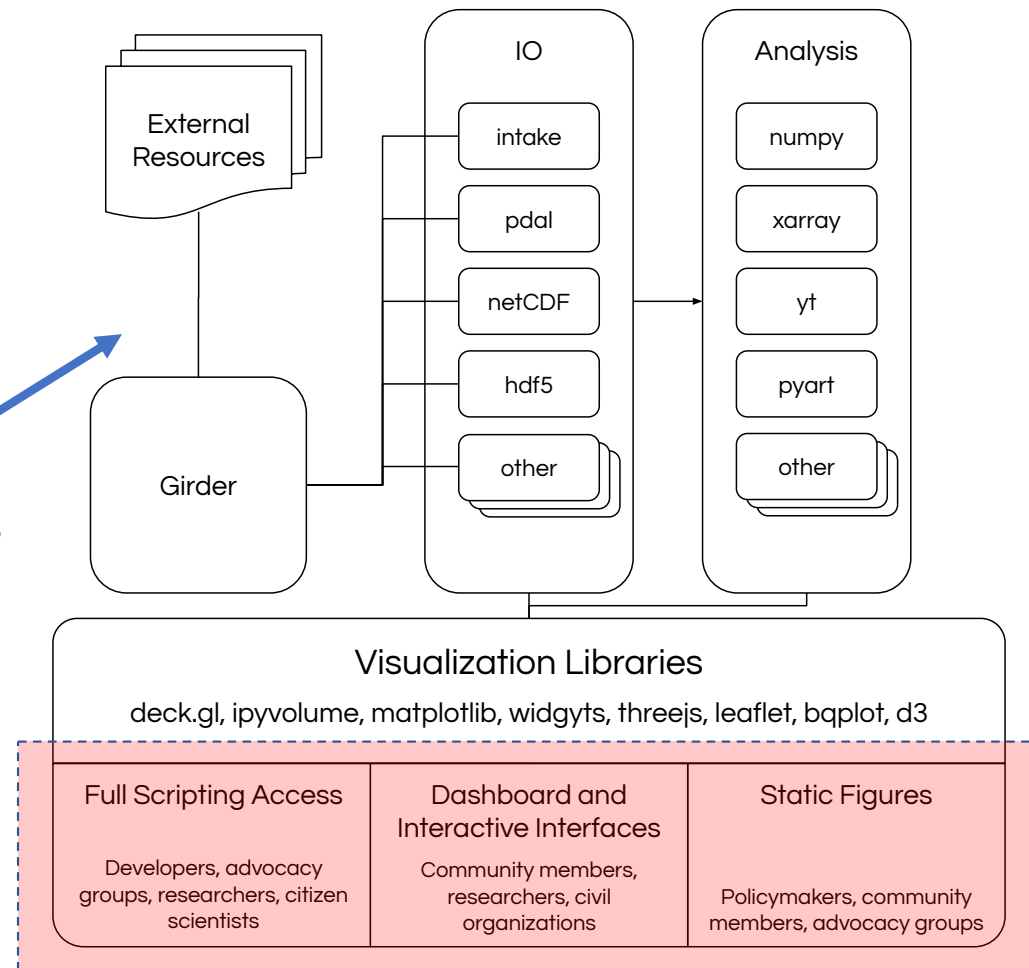 External
Resources
Girder
IO
intake
pdal
netCDF
hdf5
other
Analysis
numpy
xarray
yt
pyart
other
Visualization Libraries
deck.gl, ipyvolume, matplotlib, widgyts, threejs, leaflet, bqplot, d3
Full Scripting Access
Developers, advocacy
groups, researchers, citizen
scientists
Dashboard and
Interactive Interfaces
Community members,
researchers, civil
organizations
Static Figures
Policymakers, community
members, advocacy groups